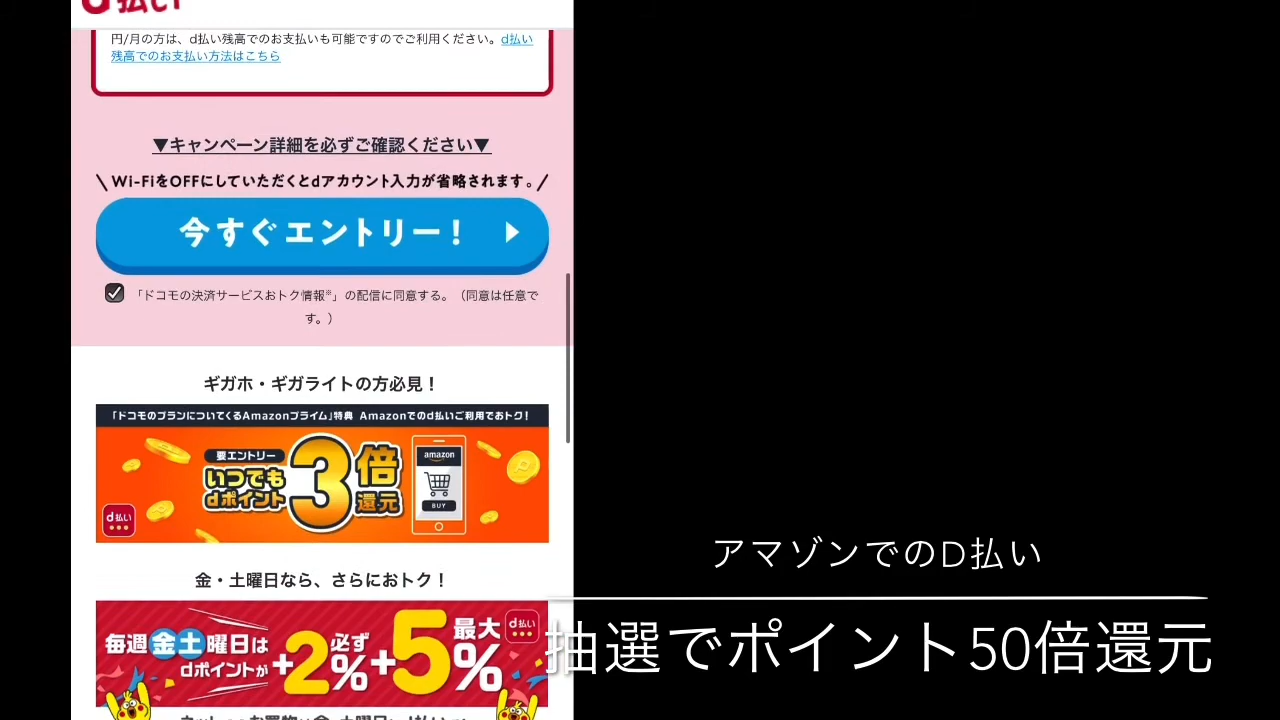 d払い
円/月の方は、d払い残高でのお支払いも可能ですのでご利用ください。d払い
残高でのお支払い方法はこちら
▼キャンペーン詳細を必ずご確認ください▼
\ Wi-FiをOFFにしていただくとdアカウント入力が省略されます。/
今すぐエントリー!
「ドコモの決済サービスおトク情報※」の配信に同意する。(同意は任意で
す。)
ギガホ・ギガライトの方必見!
「ドコモのプランについてくるAmazonプライム」特典 Amazonでのd払いご利用でおトク!
要エントリー
いつでも
dポイント
3倍
還元
amazon
BUY
d払い
金・土曜日なら、さらにおトク!
毎週金土曜日は
dポイントが
+2%
必ず
+5%
最大
d払い
アマゾンでのD払い
抽選でポイント50倍還元